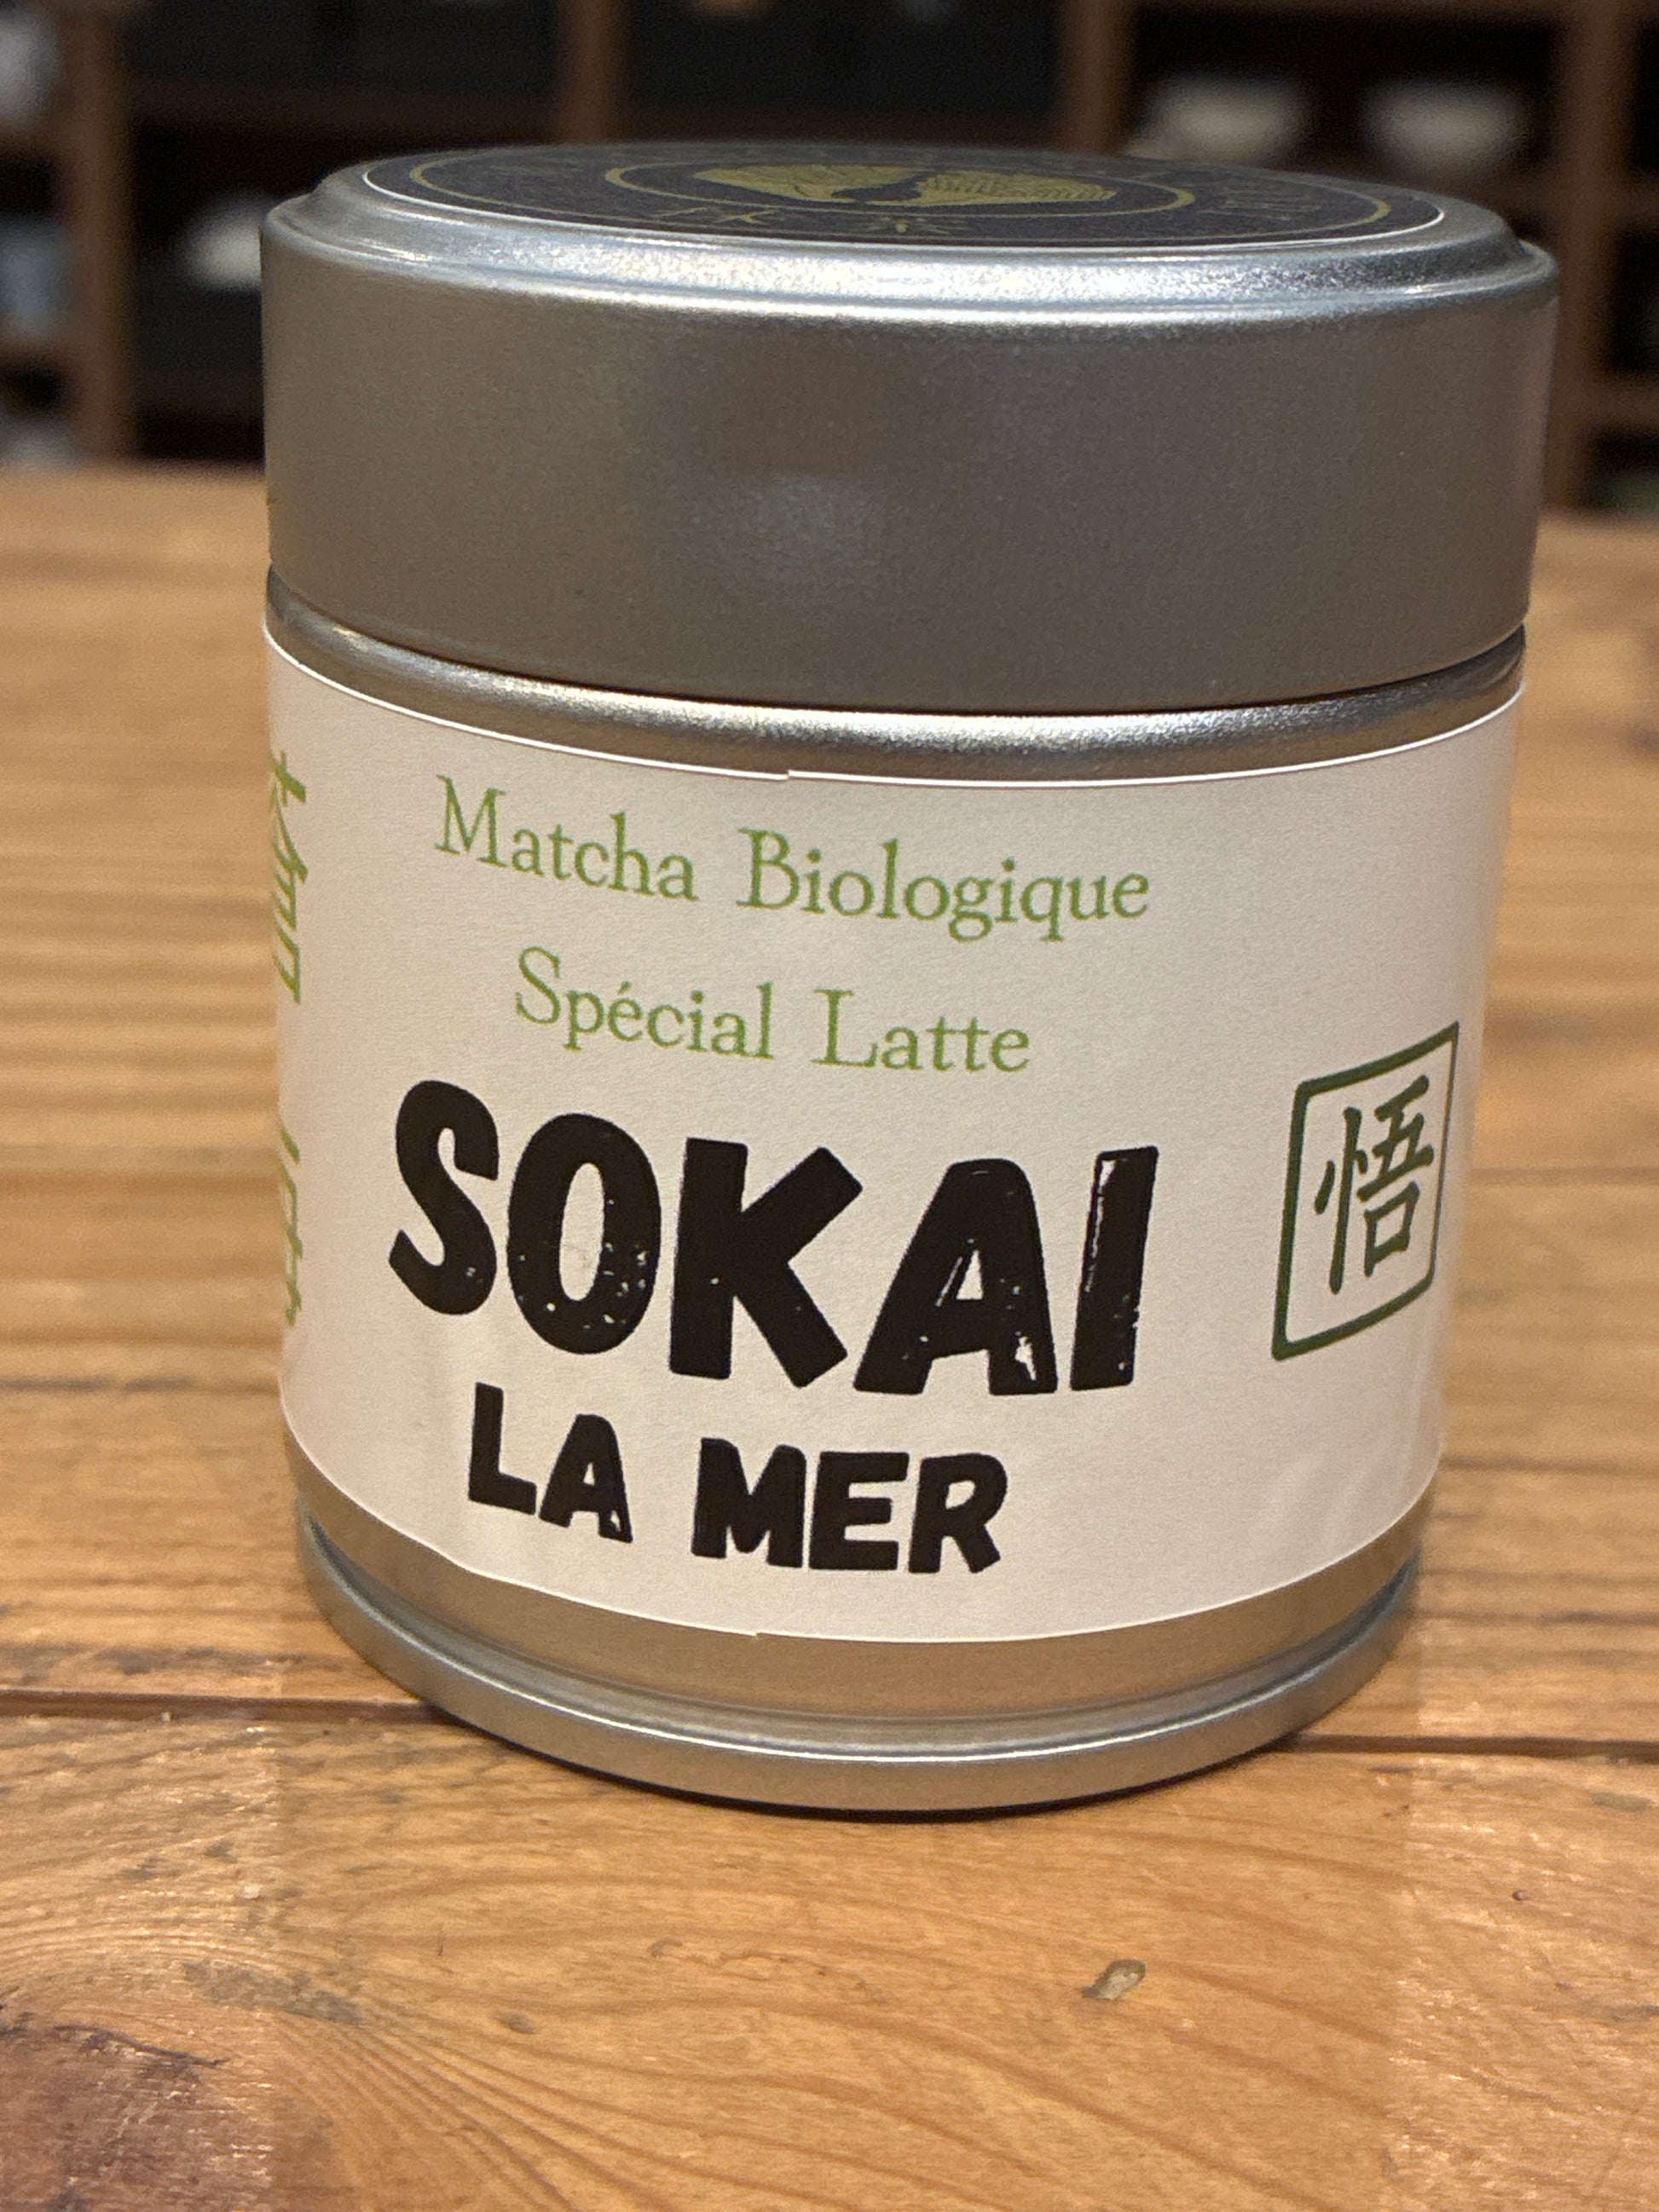 Matcha Biologique
Spécial Latte
SOKAI
LA MER
悟